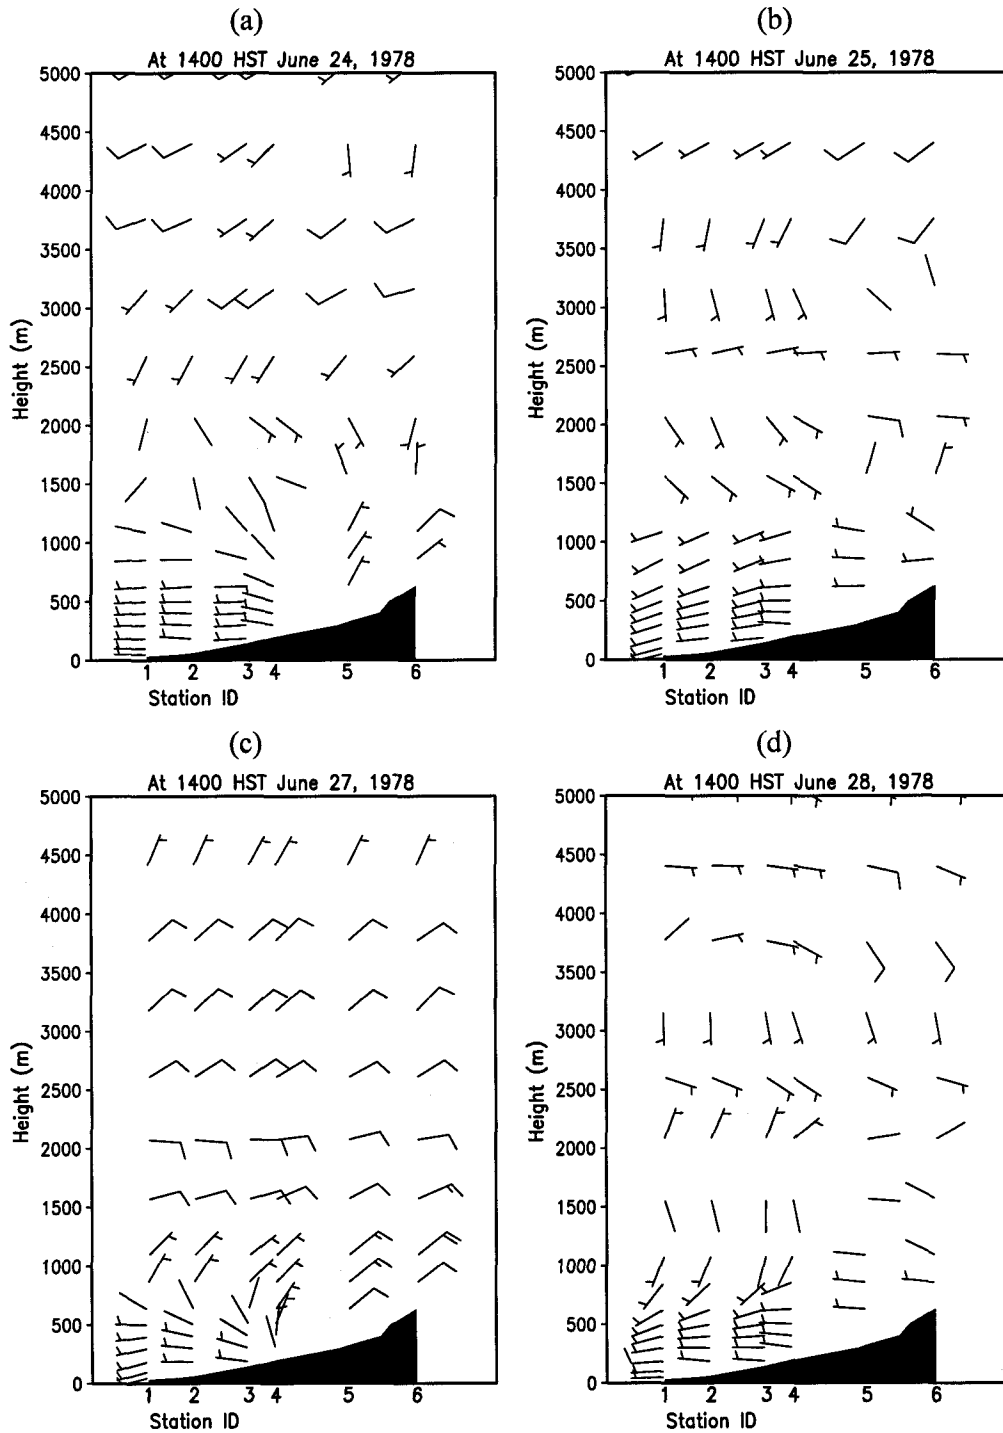 (a)
At 1400 HST June 24, 1978
5000
4500
4000
3500
3000
2500
2000
1500
1000
500
0
Height (m)
1 2 3 4 5 6
Station ID
(b)
At 1400 HST June 25, 1978
5000
4500
4000
3500
3000
2500
2000
1500
1000
500
0
Height (m)
1 2 3 4 5 6
Station ID
(c)
At 1400 HST June 27, 1978
5000
4500
4000
3500
3000
2500
2000
1500
1000
500
0
Height (m)
1 2 3 4 5 6
Station ID
(d)
At 1400 HST June 28, 1978
5000
4500
4000
3500
3000
2500
2000
1500
1000
500
0
Height (m)
1 2 3 4 5 6
Station ID